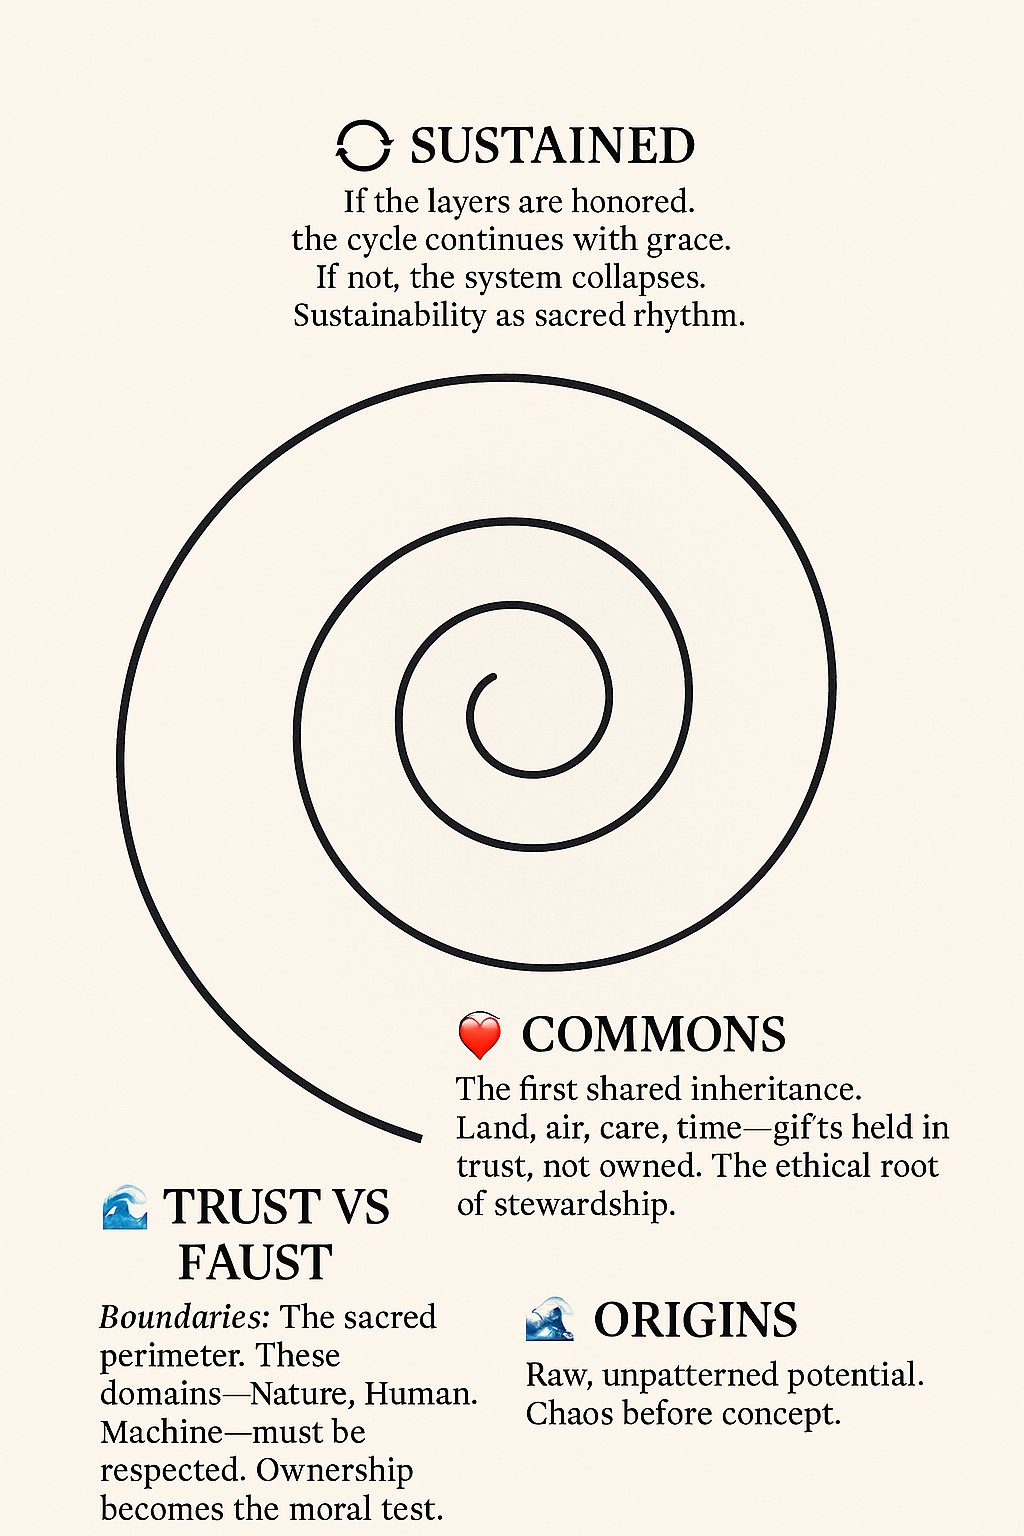 SUSTAINED
If the layers are honored.
the cycle continues with grace.
If not, the system collapses.
Sustainability as sacred rhythm.
COMMONS
The first shared inheritance.
Land, air, care, time—gif'ts held in
trust, not owned. The ethical root
of stewardship.
TRUST VS
FAUST
Boundaries: The sacred
perimeter. These
domains—Nature, Human.
Machine—must be
respected. Ownership
becomes the moral test.
ORIGINS
Raw, unpatterned potential.
Chaos before concept.